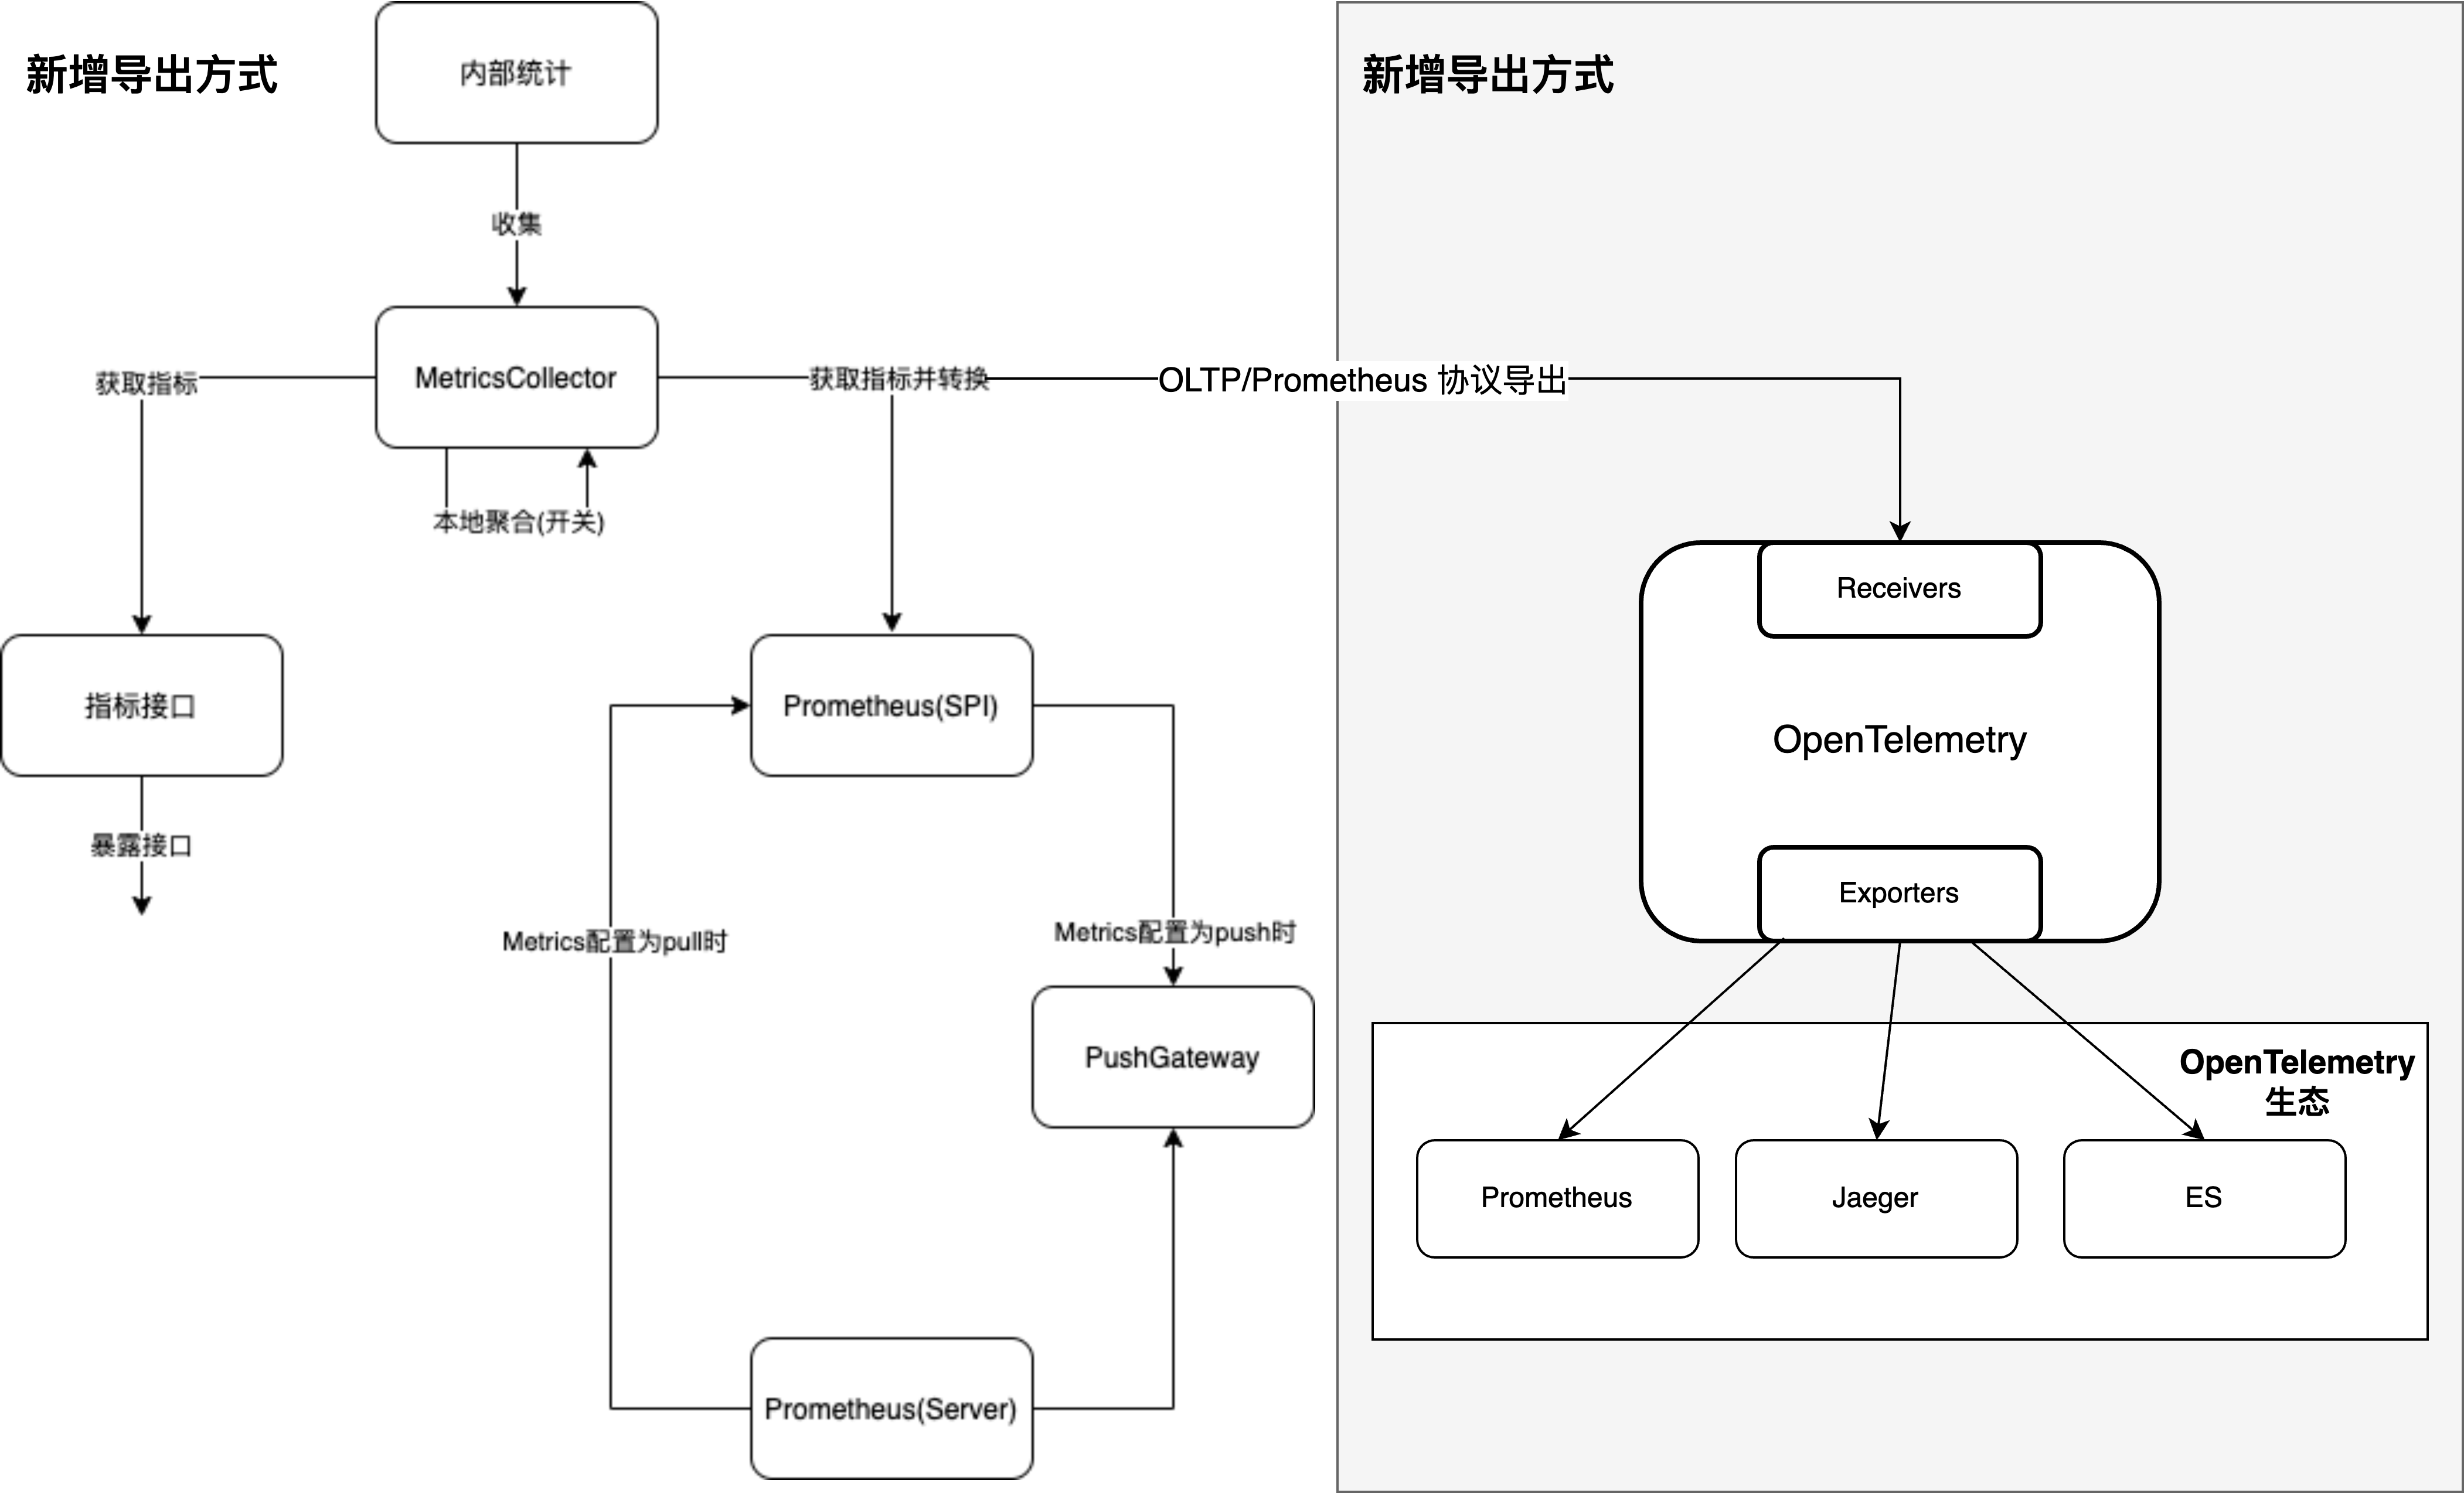 新增导出方式
内部统计
收集
MetricsCollector
获取指标
获取指标并转换
OLTP/Prometheus 协议导出
本地聚合(开关)
指标接口
暴露接口
Prometheus(SPI)
Metrics配置为pull时
Metrics配置为push时
PushGateway
Prometheus(Server)
新增导出方式
Receivers
OpenTelemetry
Exporters
OpenTelemetry
生态
Prometheus
Jaeger
ES